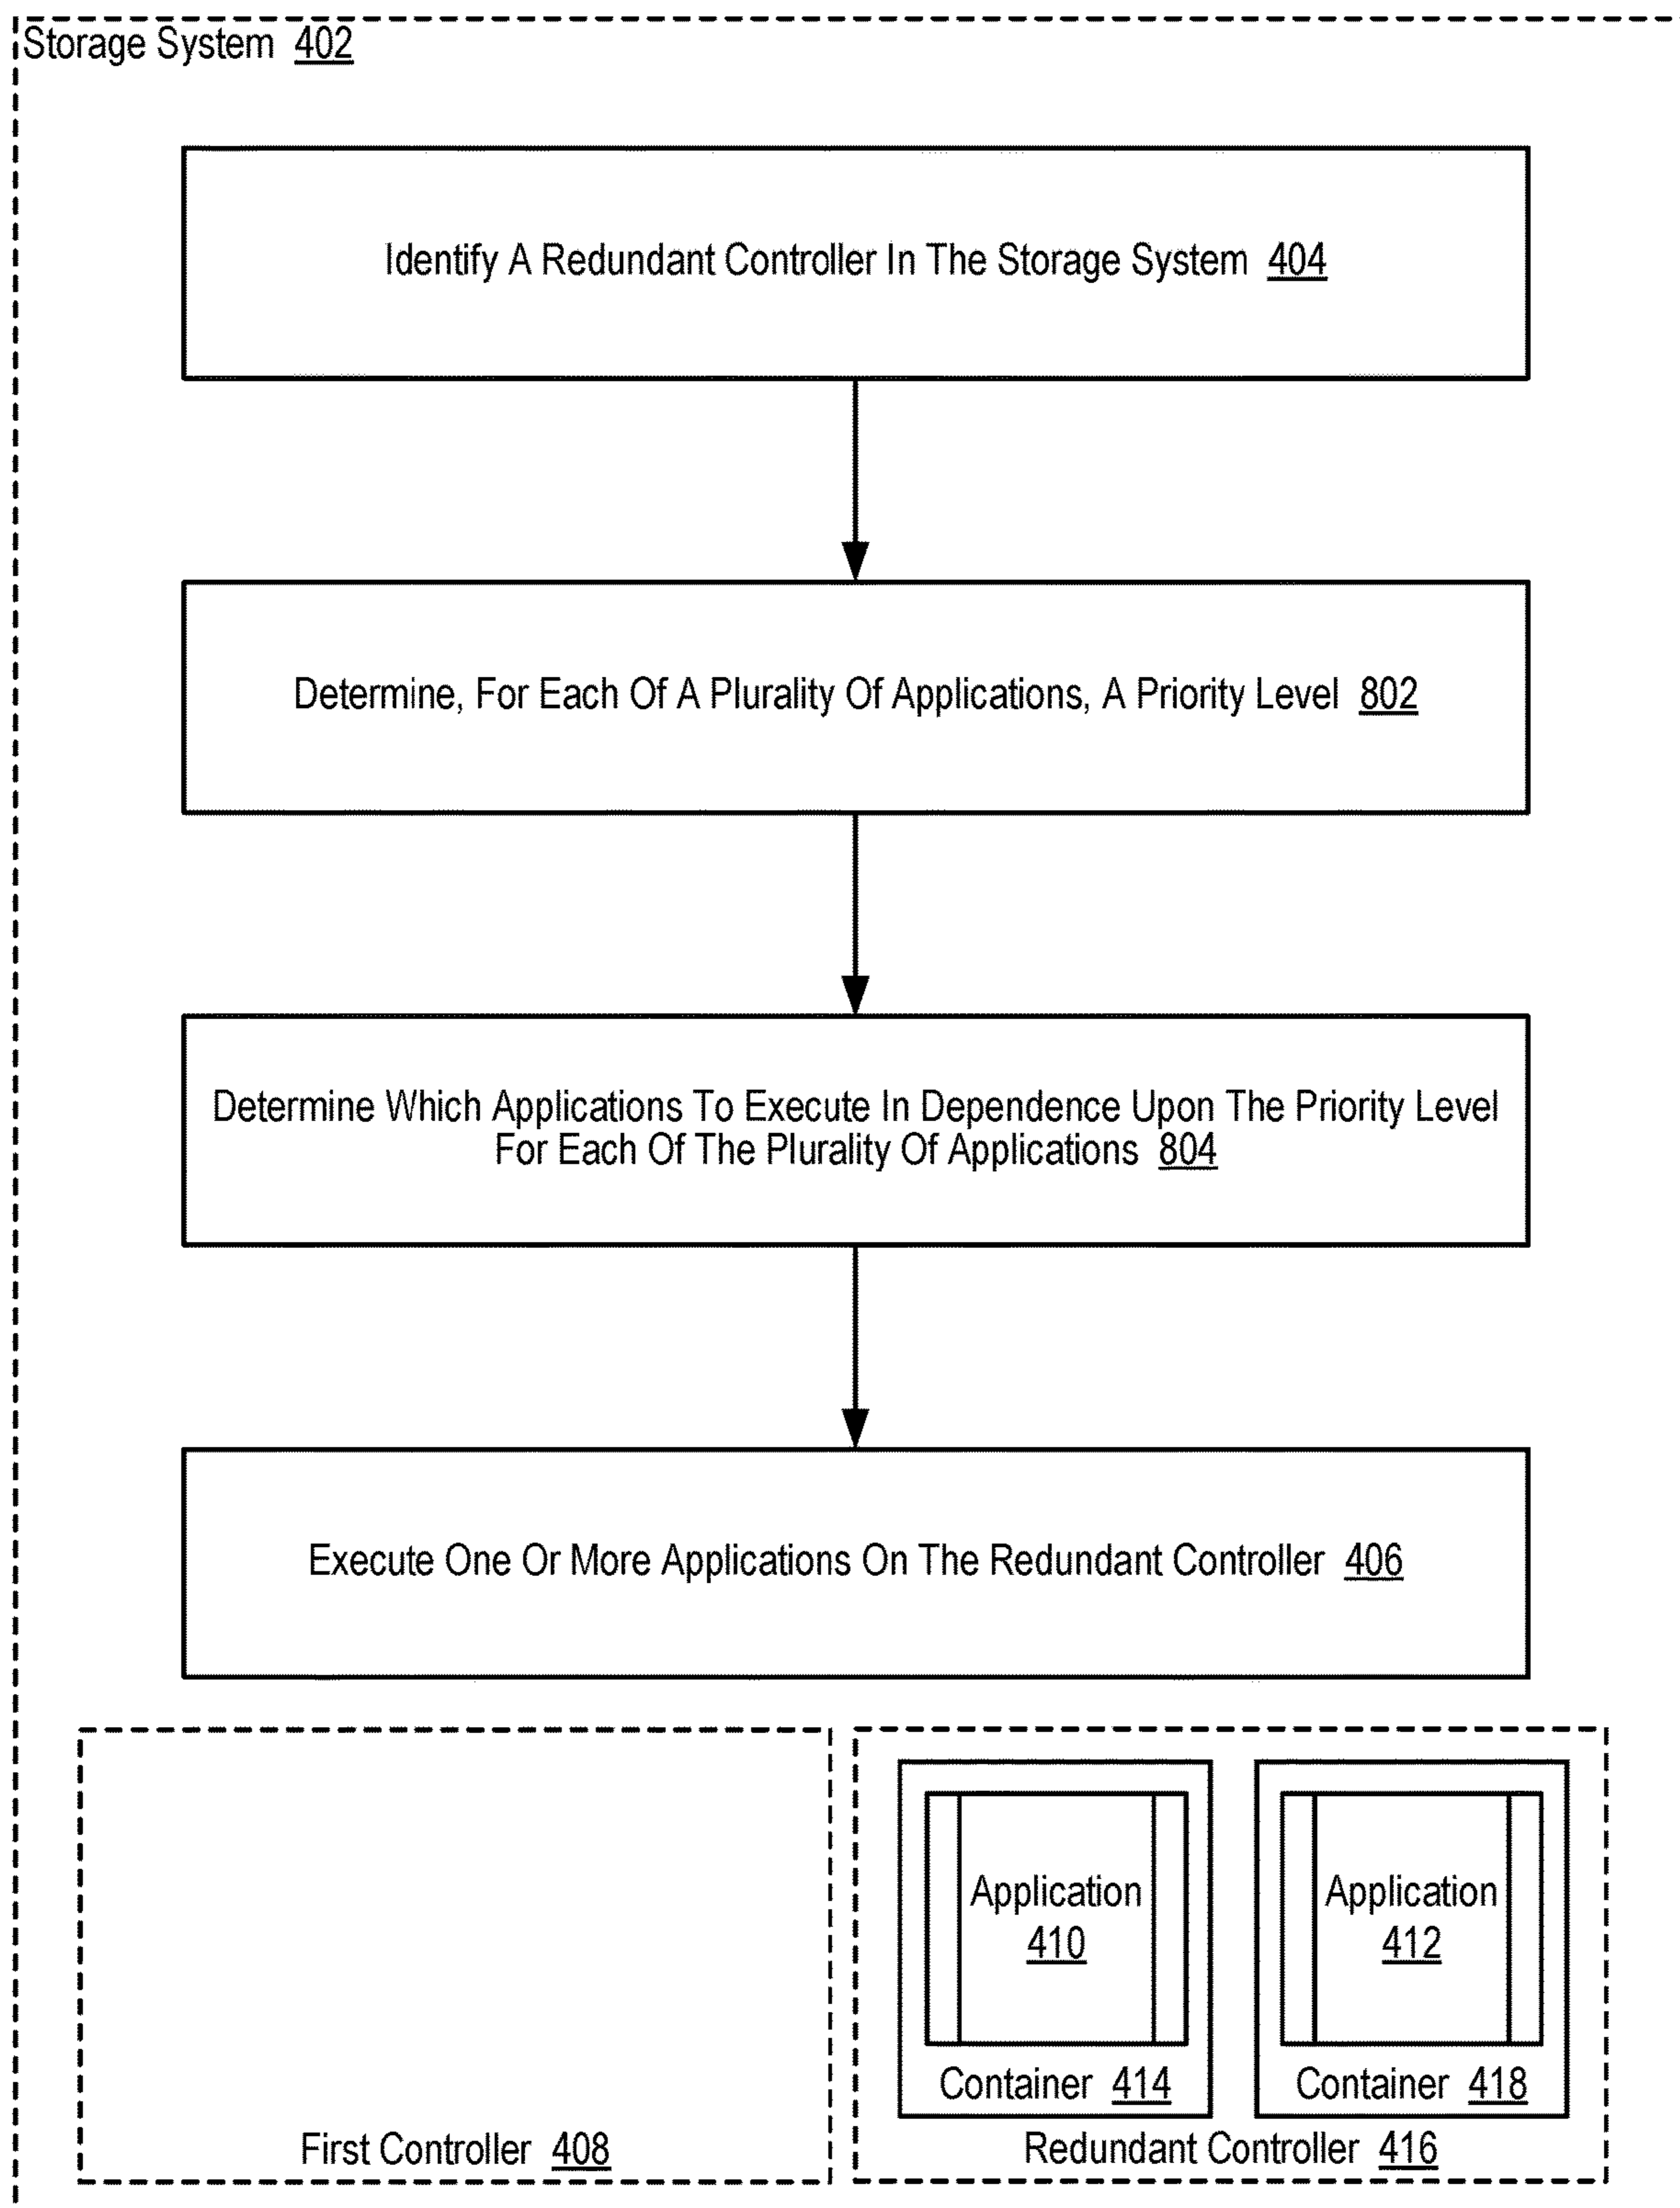 Storage System 402
Identify A Redundant Controller In The Storage System 404
Determine, For Each Of A Plurality Of Applications, A Priority Level 802
Determine Which Applications To Execute In Dependence Upon The Priority Level
For Each Of The Plurality Of Applications 804
Execute One Or More Applications On The Redundant Controller 406
Application
410
Container 414
Application
412
Container 418
First Controller 408
Redundant Controller 416